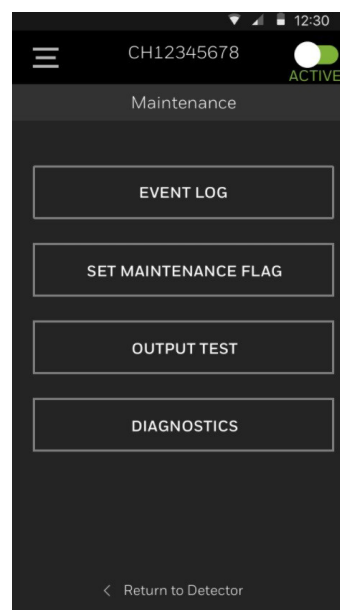 12:30
CH12345678
ACTIVE
Maintenance
EVENT LOG
SET MAINTENANCE FLAG
OUTPUT TEST
DIAGNOSTICS
< Return to Detector